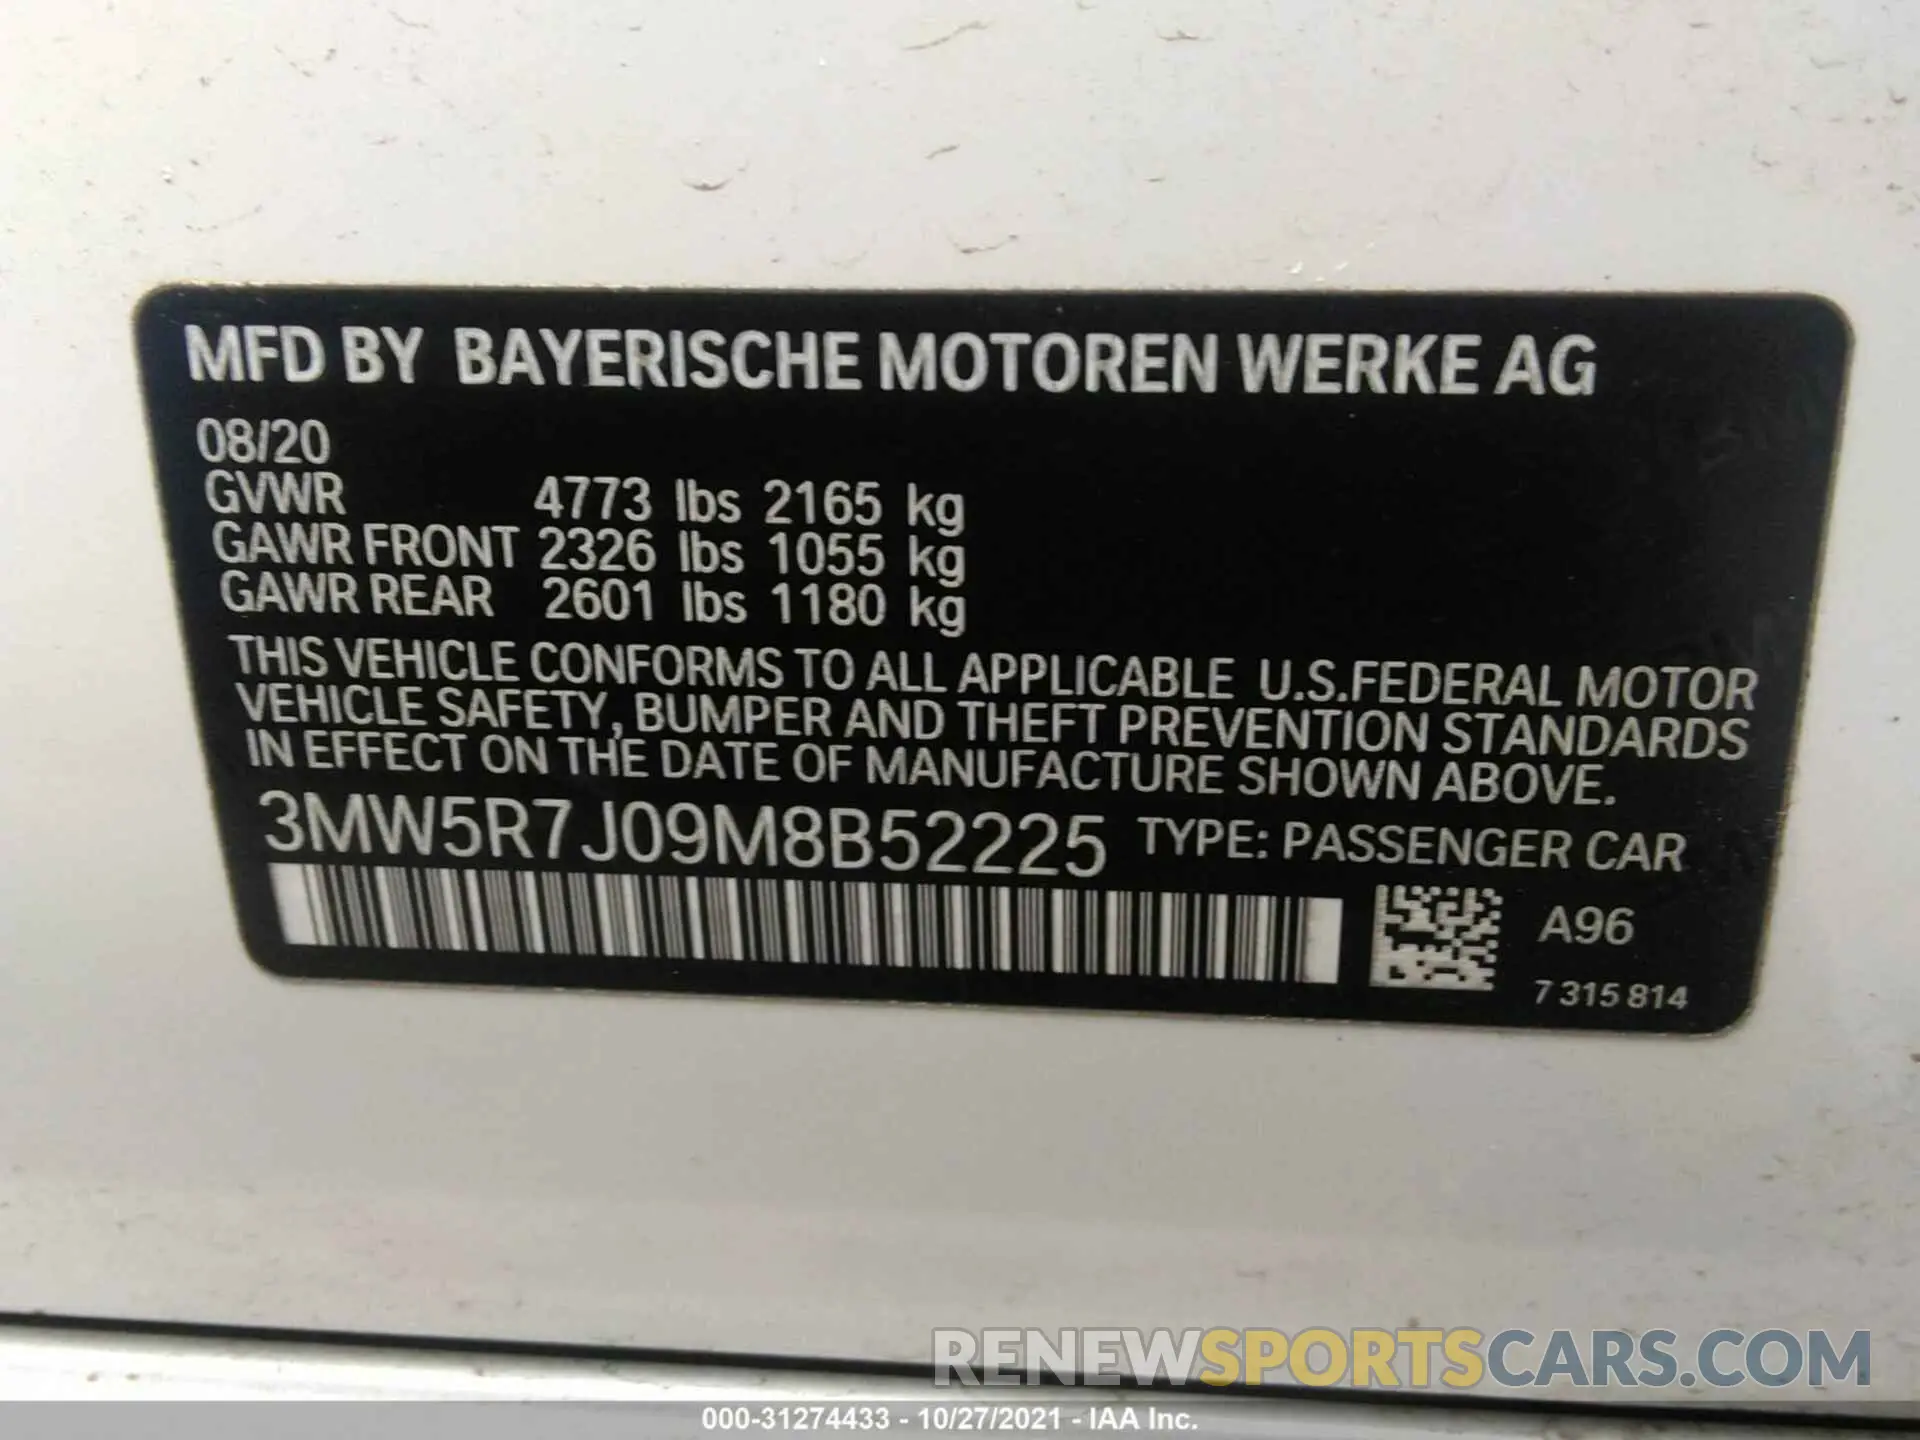 MFD BY BAYERISCHE MOTOREN WERKE AG
08/20
GVWR 4773 lbs 2165 kg
GAWR FRONT 2326 lbs 1055 kg
GAWR REAR 2601 lbs 1180 kg
THIS VEHICLE CONFORMS TO ALL APPLICABLE U.S.FEDERAL MOTOR
VEHICLE SAFETY, BUMPER AND THEFT PREVENTION STANDARDS
IN EFFECT ON THE DATE OF MANUFACTURE SHOWN ABOVE.
3MW5R7J09M8B52225 TYPE: PASSENGER CAR
A96
7 315 814
RENEWSPORTSCARS.COM
000-31274433 - 10/27/2021 - IAA Inc.